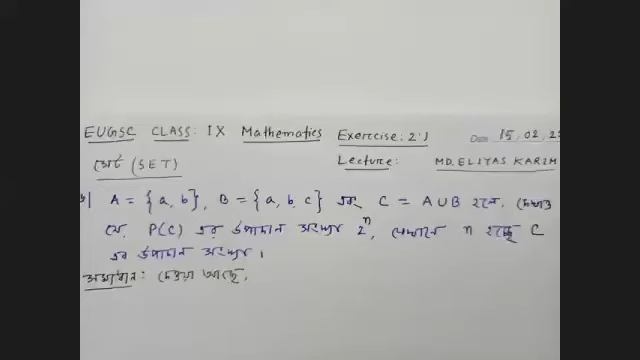 EUGSC CLASS: IX Mathematics Exercise: 2.1 Date 15.02.2
সেট (SET) Lecture: MD. ELIYAS KARIM
A = {a, b}, B = {a, b, c} এবং C = A∪B হলে, দেখাও
যে, P(C) এর উপাদান সংখ্যা 2ⁿ, যেখানে n হচ্ছে C
এর উপাদান সংখ্যা।
সমাধান: দেওয়া আছে,